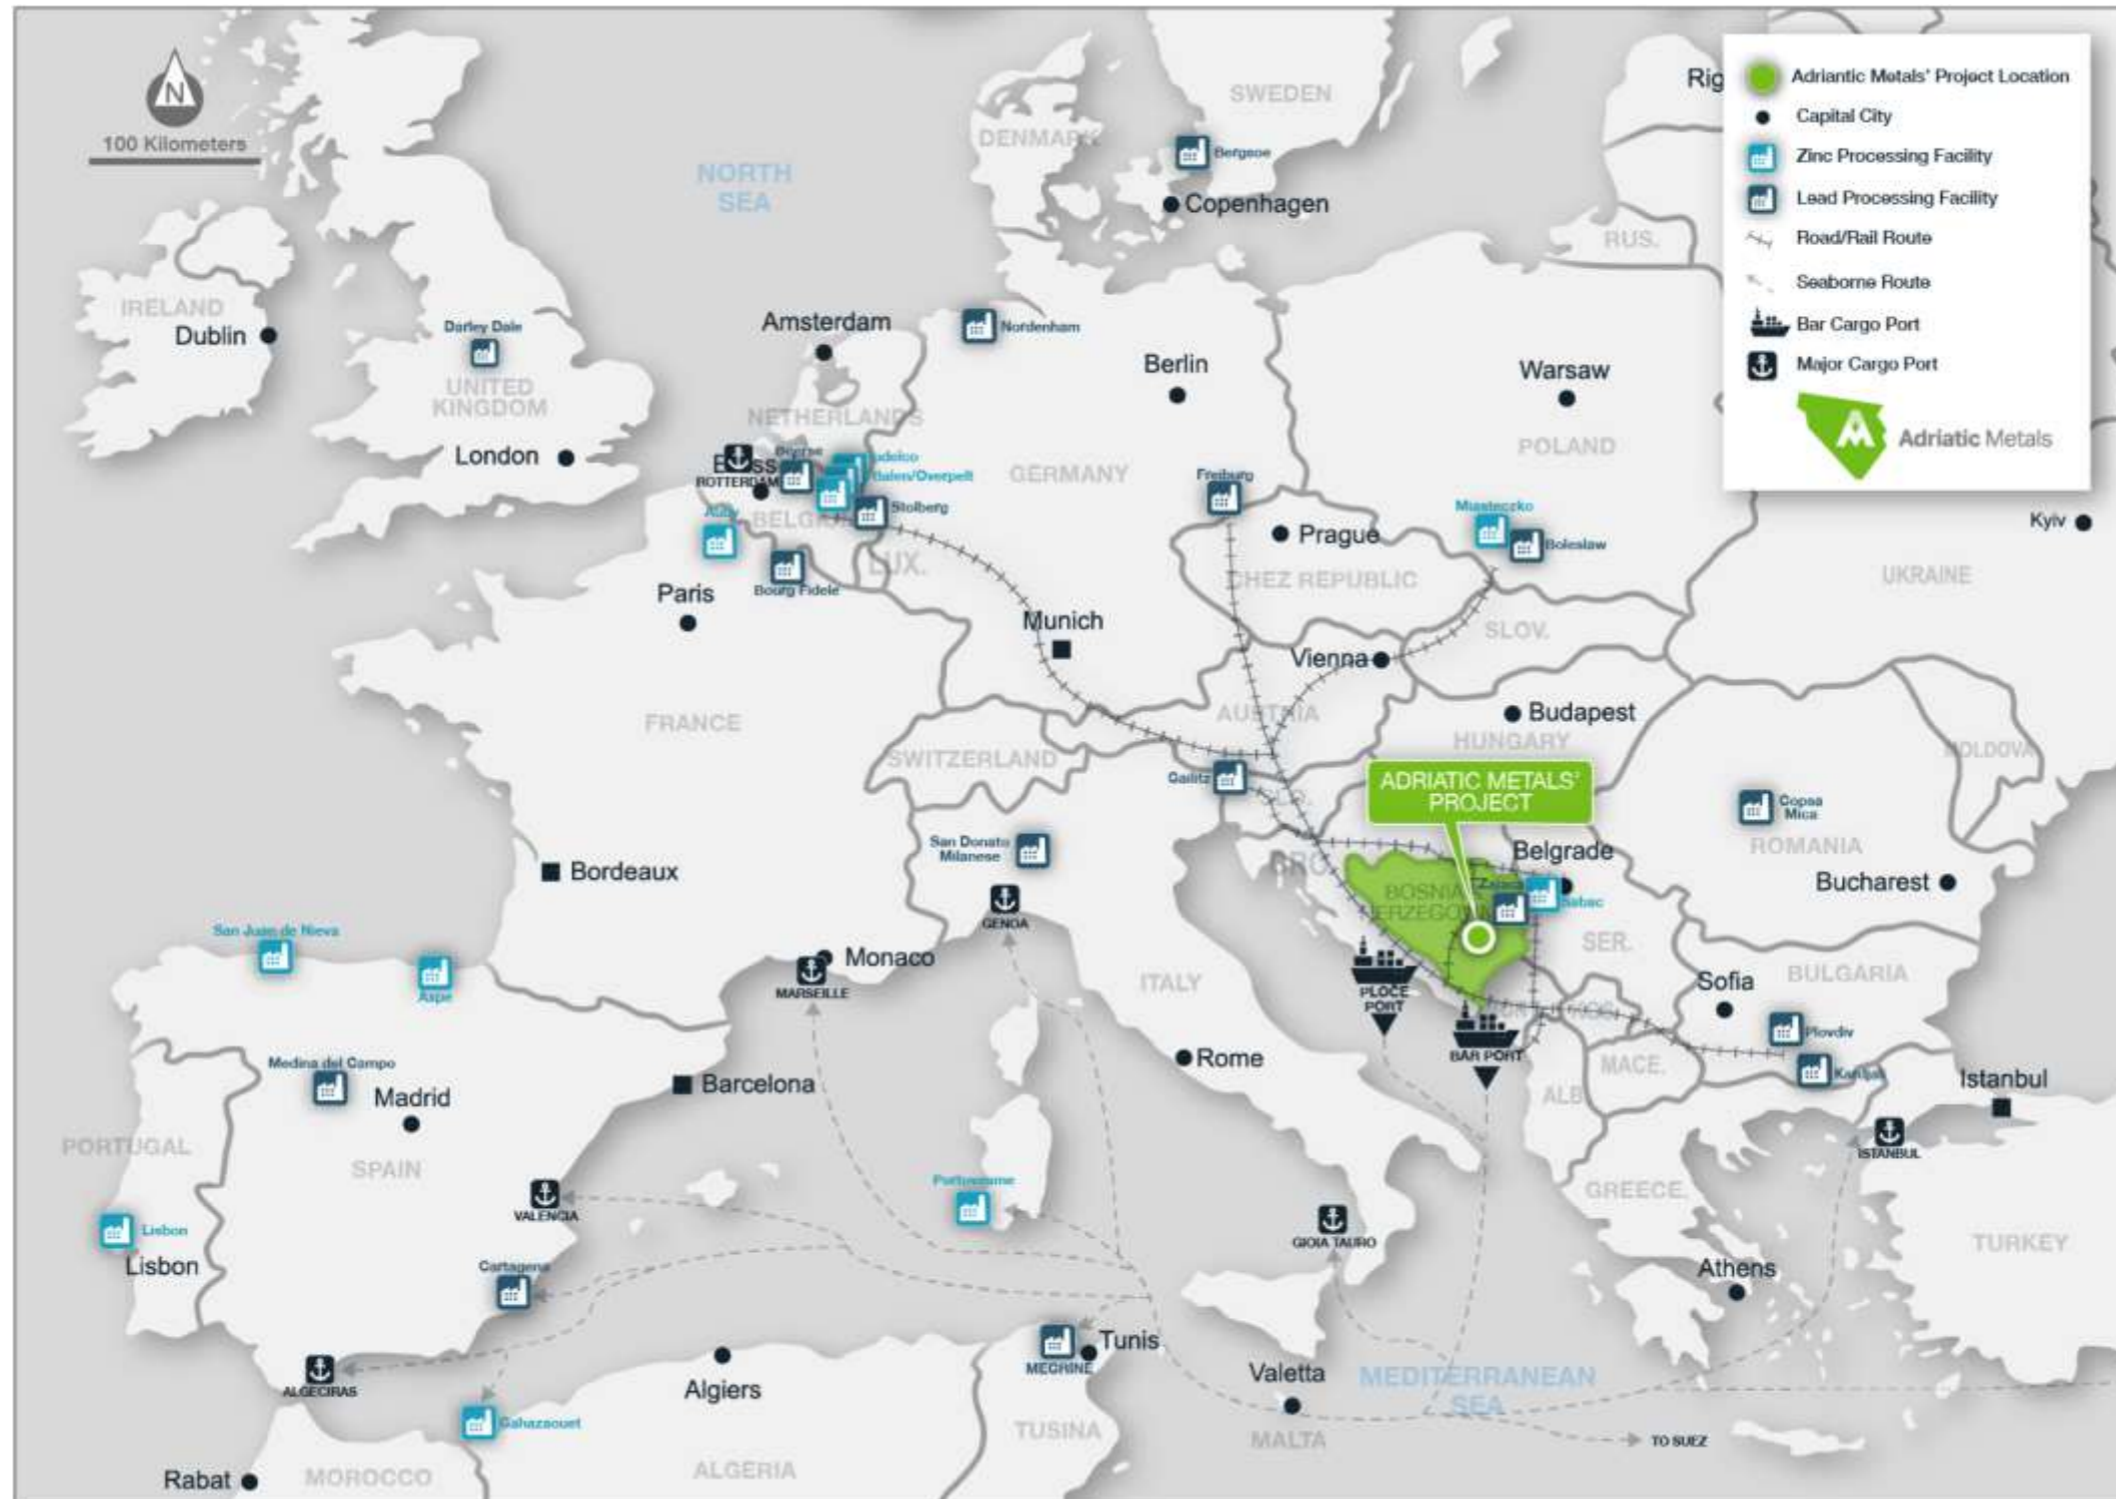 N
100 Kilometers
NORTH
SEA
SWEDEN
DENMARK
Bergsoe
Copenhagen
Rig
Adriantic Metals' Project Location
Capital City
Zinc Processing Facility
Lead Processing Facility
Road/Rail Route
Seaborne Route
Bar Cargo Port
Major Cargo Port
Adriatic Metals
RUS.
IRELAND
Dublin
Darley Dale
UNITED
KINGDOM
London
Amsterdam
NETHERLANDS
Nordenham
Berlin
Warsaw
POLAND
GERMANY
ROTTERDAM
Balen/Overpelt
Stolberg
Auby
LUX.
Bourg Fidele
Paris
Freiburg
Prague
CHEZ REPUBLIC
Miasteczko
Boleslaw
Kyiv
UKRAINE
Munich
SLOV.
Vienna
AUSTRIA
Budapest
HUNGARY
MOLDOVA
FRANCE
SWITZERLAND
Gailitz
ADRIATIC METALS'
PROJECT
Copsa
Mica
ROMANIA
Bucharest
San Donato
Milanese
Bordeaux
GENOA
CRO.
BOSNIA
Belgrade
SER.
San Juan de Nieva
Aspe
Monaco
MARSEILLE
ITALY
PLOCE
PORT
BAR PORT
Sofia
BULGARIA
Plovdiv
MACE.
ALB
Istanbul
ISTANBUL
Rome
Medina del Campo
Madrid
Barcelona
PORTUGAL
SPAIN
VALENCIA
GIOIA TAURO
GREECE
TURKEY
Athens
Lisbon
Lisbon
Cartagena
ALGECIRAS
Gahazaouet
Algiers
ALGERIA
MEGRINE
Tunis
TUSINA
Valetta
MALTA
MEDITERRANEAN
SEA
TO SUEZ
Rabat
MOROCCO